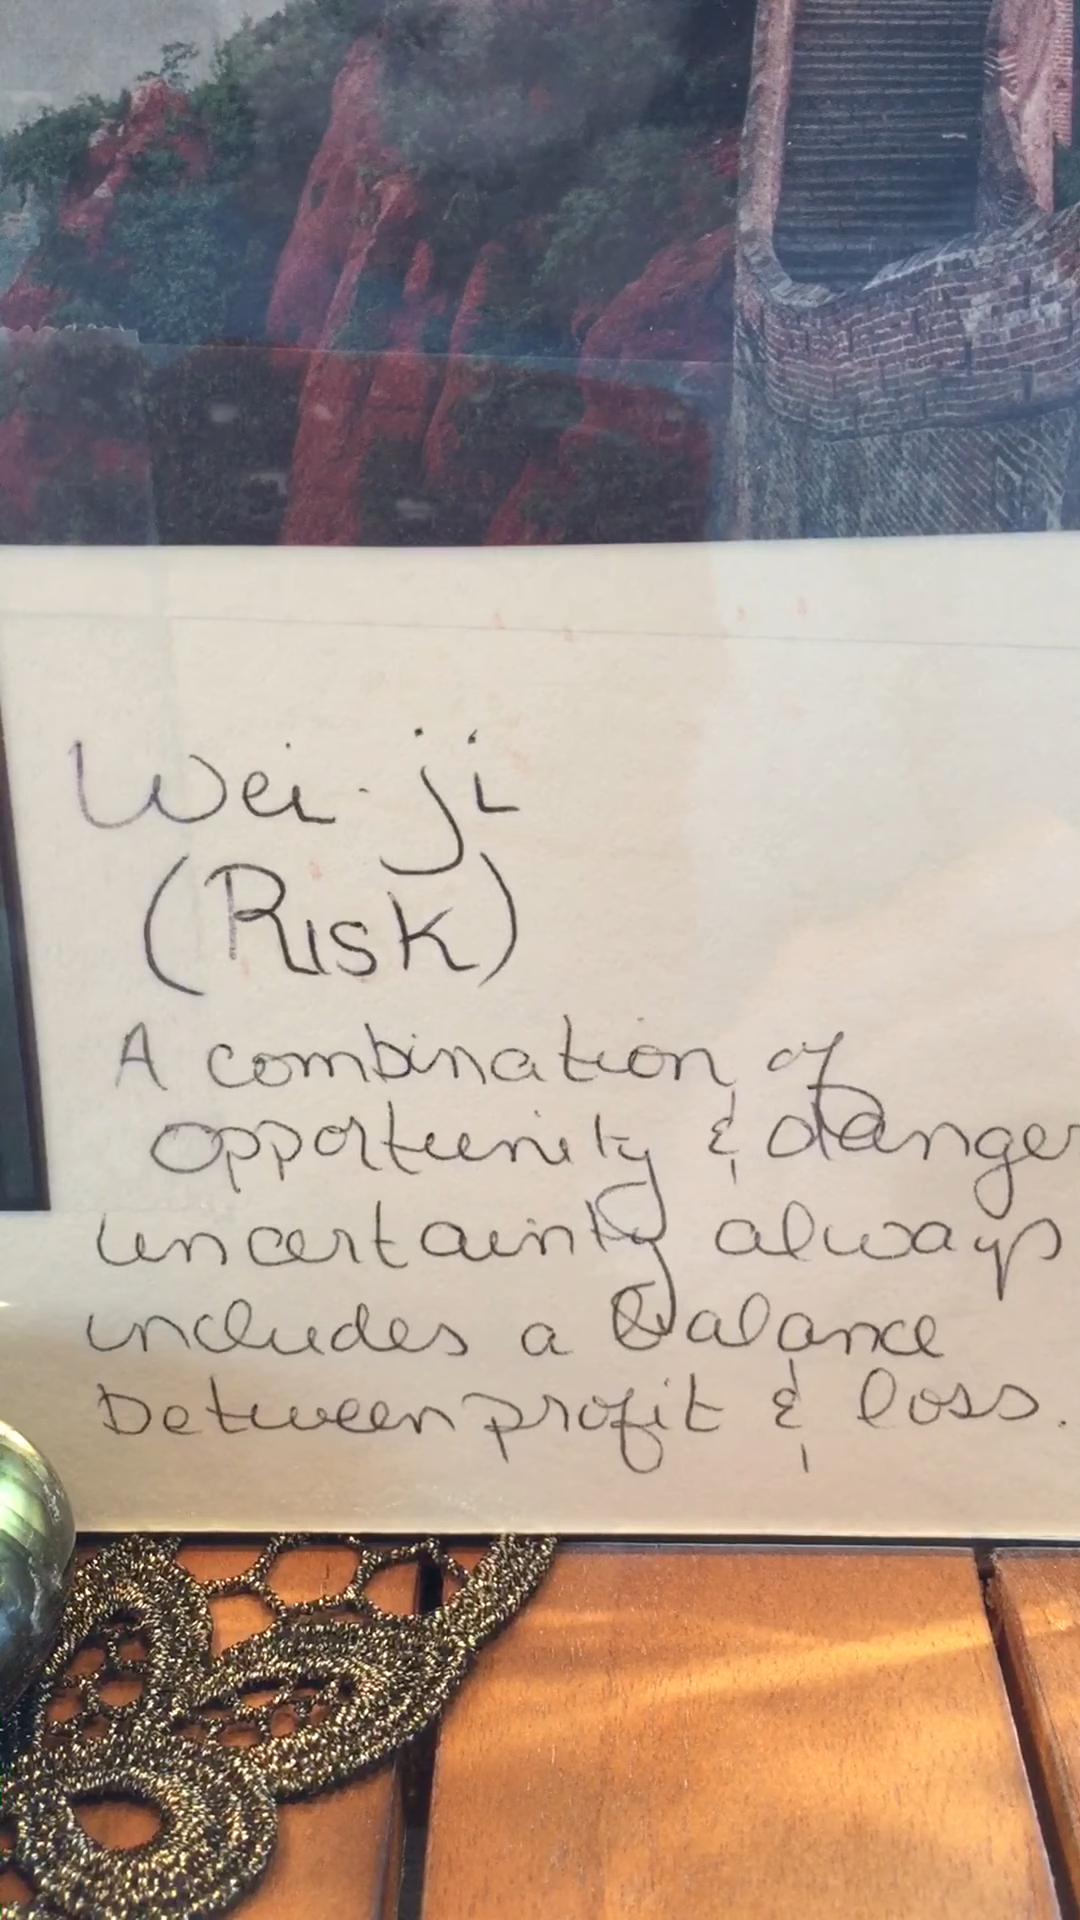 Wei-ji
(Risk)
A combination of
opportunity & danger
uncertainty always
includes a balance
between profit & loss.